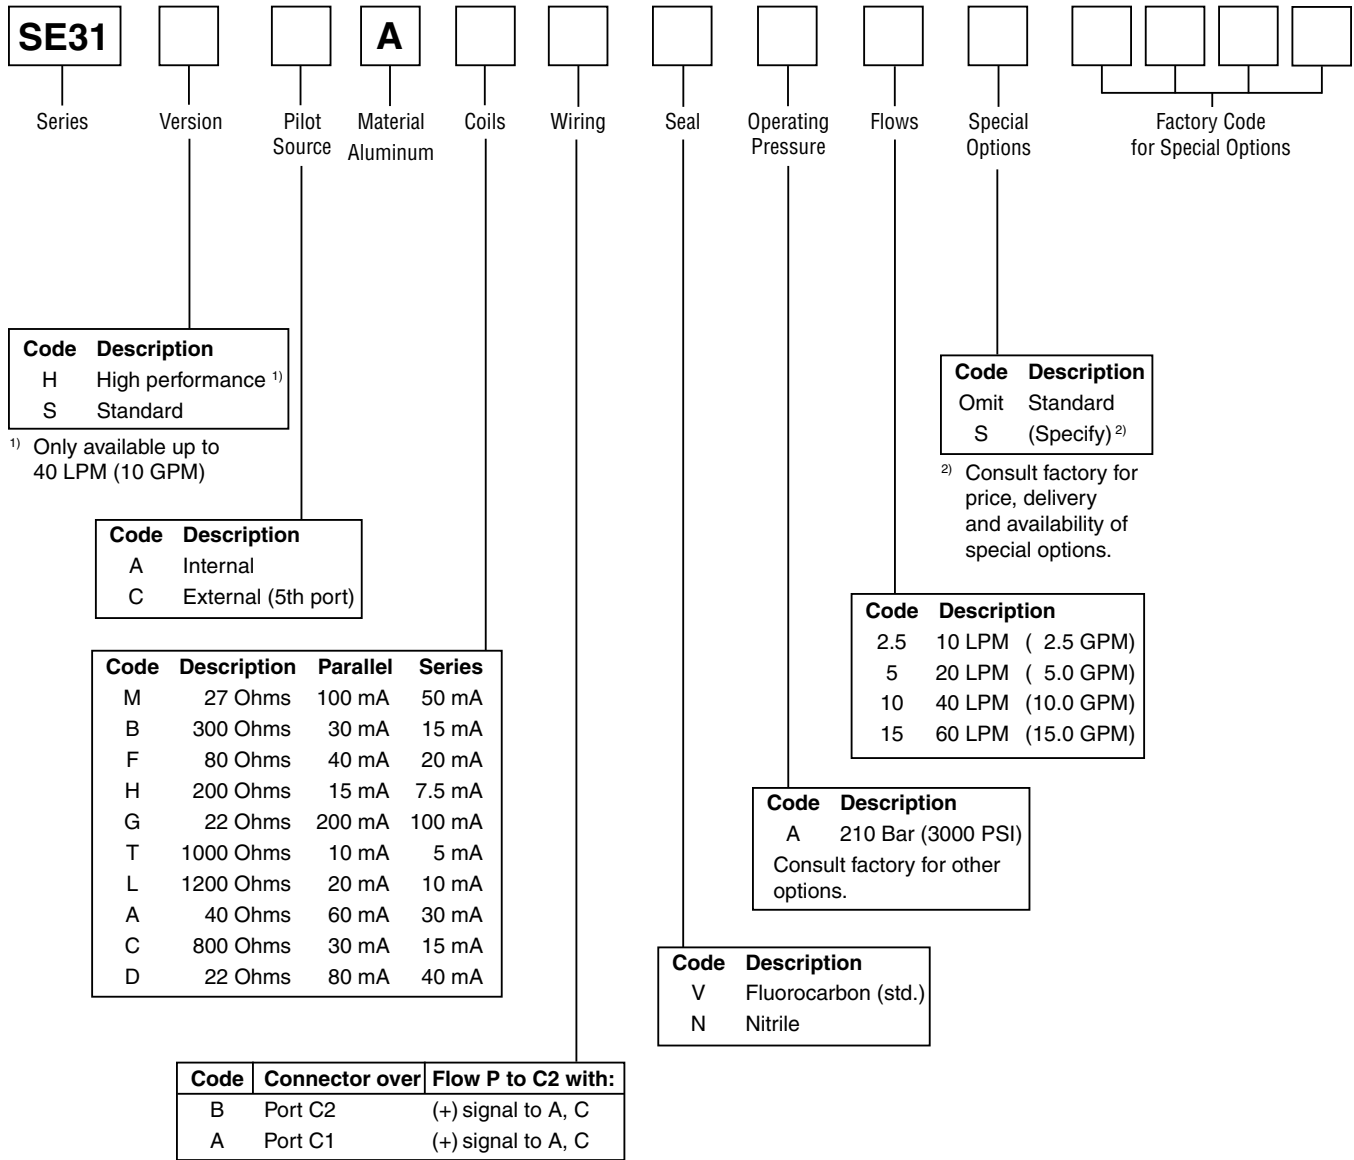 SE31 A
Series Version Pilot Source Material Aluminum Coils Wiring Seal Operating Pressure Flows Special Options Factory Code for Special Options
Code Description
H High performance 1)
S Standard
1) Only available up to
40 LPM (10 GPM)
Code Description
Omit Standard
S (Specify) 2)
2) Consult factory for
price, delivery
and availability of
special options.
Code Description
A Internal
C External (5th port)
Code Description
2.5 10 LPM ( 2.5 GPM)
5 20 LPM ( 5.0 GPM)
10 40 LPM (10.0 GPM)
15 60 LPM (15.0 GPM)
Code Description Parallel Series
M 27 Ohms 100 mA 50 mA
B 300 Ohms 30 mA 15 mA
F 80 Ohms 40 mA 20 mA
H 200 Ohms 15 mA 7.5 mA
G 22 Ohms 200 mA 100 mA
T 1000 Ohms 10 mA 5 mA
L 1200 Ohms 20 mA 10 mA
A 40 Ohms 60 mA 30 mA
C 800 Ohms 30 mA 15 mA
D 22 Ohms 80 mA 40 mA
Code Description
A 210 Bar (3000 PSI)
Consult factory for other
options.
Code Description
V Fluorocarbon (std.)
N Nitrile
Code Connector over Flow P to C2 with:
B Port C2 (+) signal to A, C
A Port C1 (+) signal to A, C